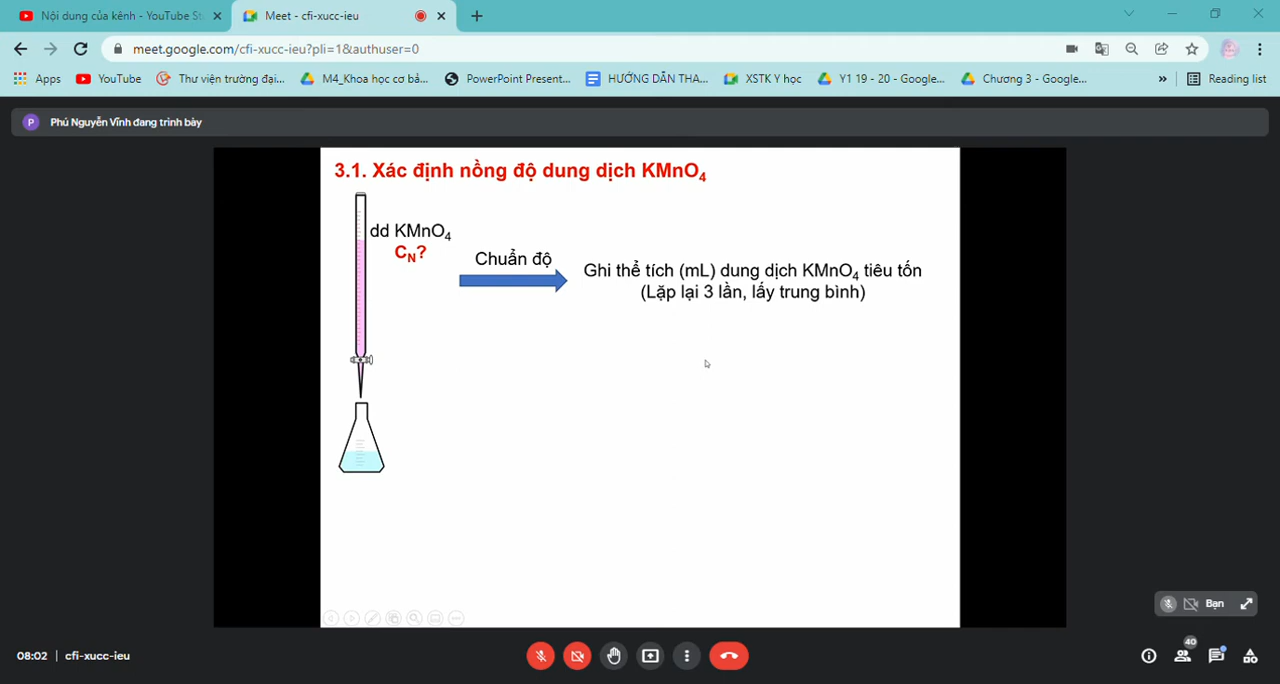 Nội dung của kênh - YouTube St
Meet - cfi-xucc-ieu
meet.google.com/cfi-xucc-ieu?pli=1&authuser=0
Apps
YouTube
Thư viện trường đại...
M4_Khoa học cơ bả...
PowerPoint Present...
HƯỚNG DẪN THA...
XSTK Y học
Y1 19 - 20 - Google...
Chương 3 - Google...
»
Reading list
P
Phú Nguyễn Vĩnh đang trình bày
3.1. Xác định nồng độ dung dịch KMnO₄
dd KMnO₄
C_N?
Chuẩn độ
Ghi thể tích (mL) dung dịch KMnO₄ tiêu tốn
(Lặp lại 3 lần, lấy trung bình)
Bạn
08:02 | cfi-xucc-ieu
40